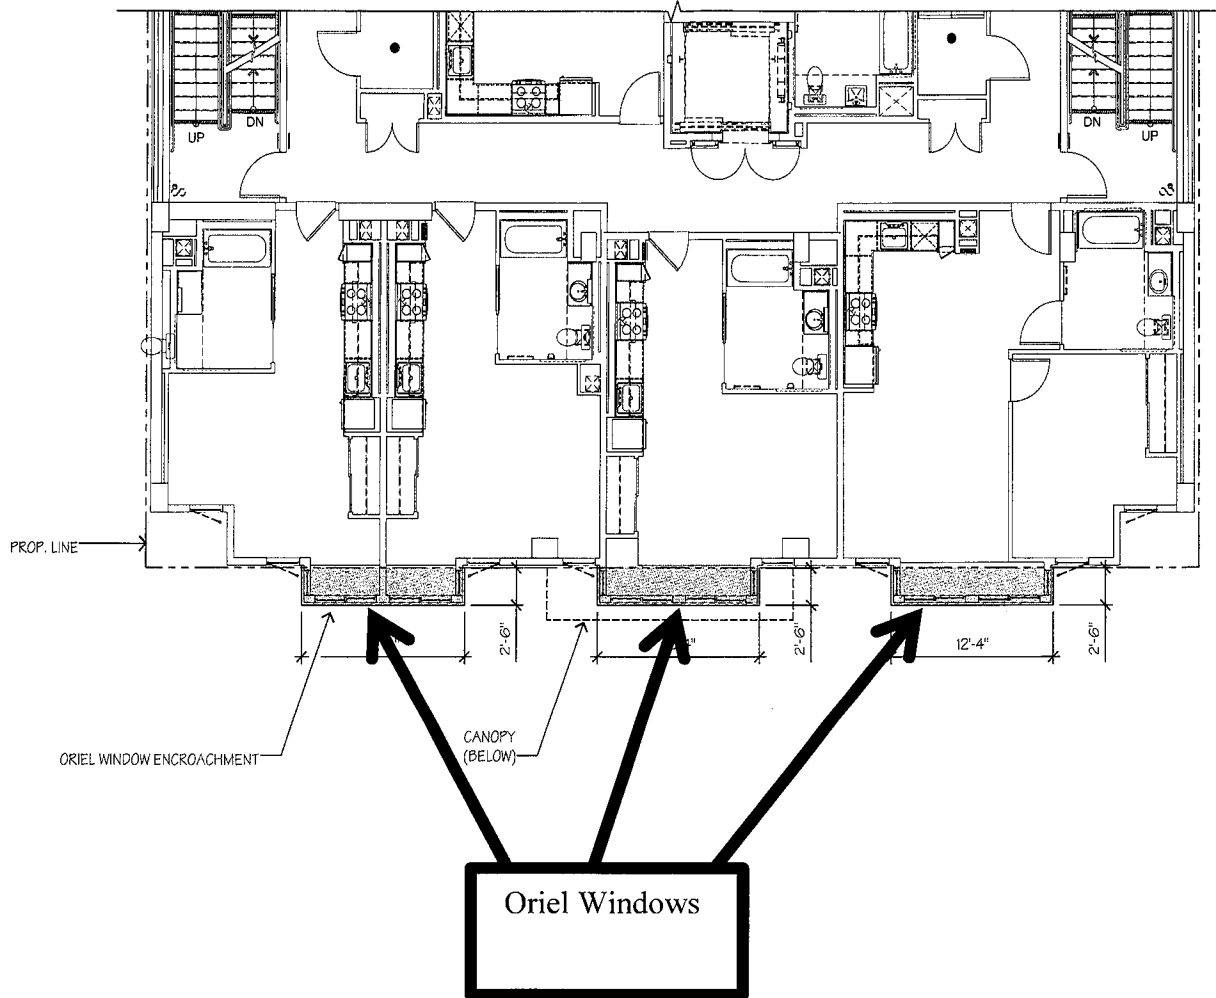 UP
DN
DN
UP
PROP. LINE
2'-6"
2'-6"
12'-4"
2'-6"
ORIEL WINDOW ENCROACHMENT
CANOPY
(BELOW)
Oriel Windows